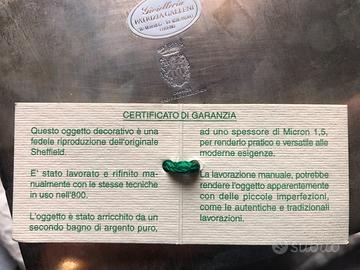 Gioielleria
PATRIZIA GALLENI
CERTIFICATO DI GARANZIA
Questo oggetto decorativo è una
fedele riproduzione dell'originale
Sheffield.
E' stato lavorato e rifinito ma-
nualmente con le stesse tecniche
in uso nell'800.
L'oggetto è stato arricchito da un
secondo bagno di argento puro,
ad uno spessore di Micron 1,5,
per renderlo pratico e versatile alle
moderne esigenze.
La lavorazione manuale, potrebbe
rendere l'oggetto apparentemente
con delle piccole imperfezioni,
come le autentiche e tradizionali
lavorazioni.
subito